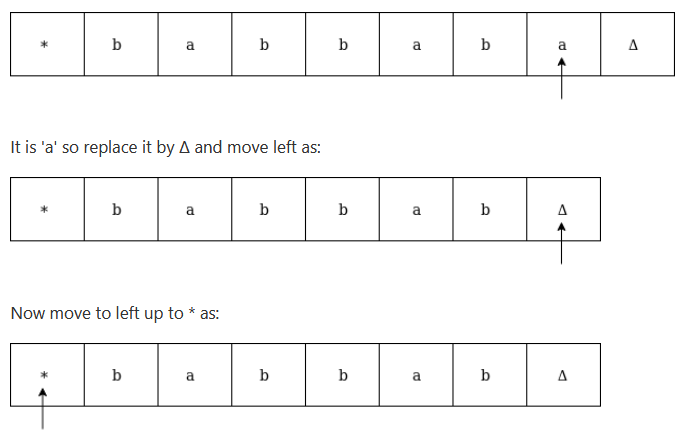 * b a b b a b a Δ
It is 'a' so replace it by Δ and move left as:
* b a b b a b Δ
Now move to left up to * as:
* b a b b a b Δ